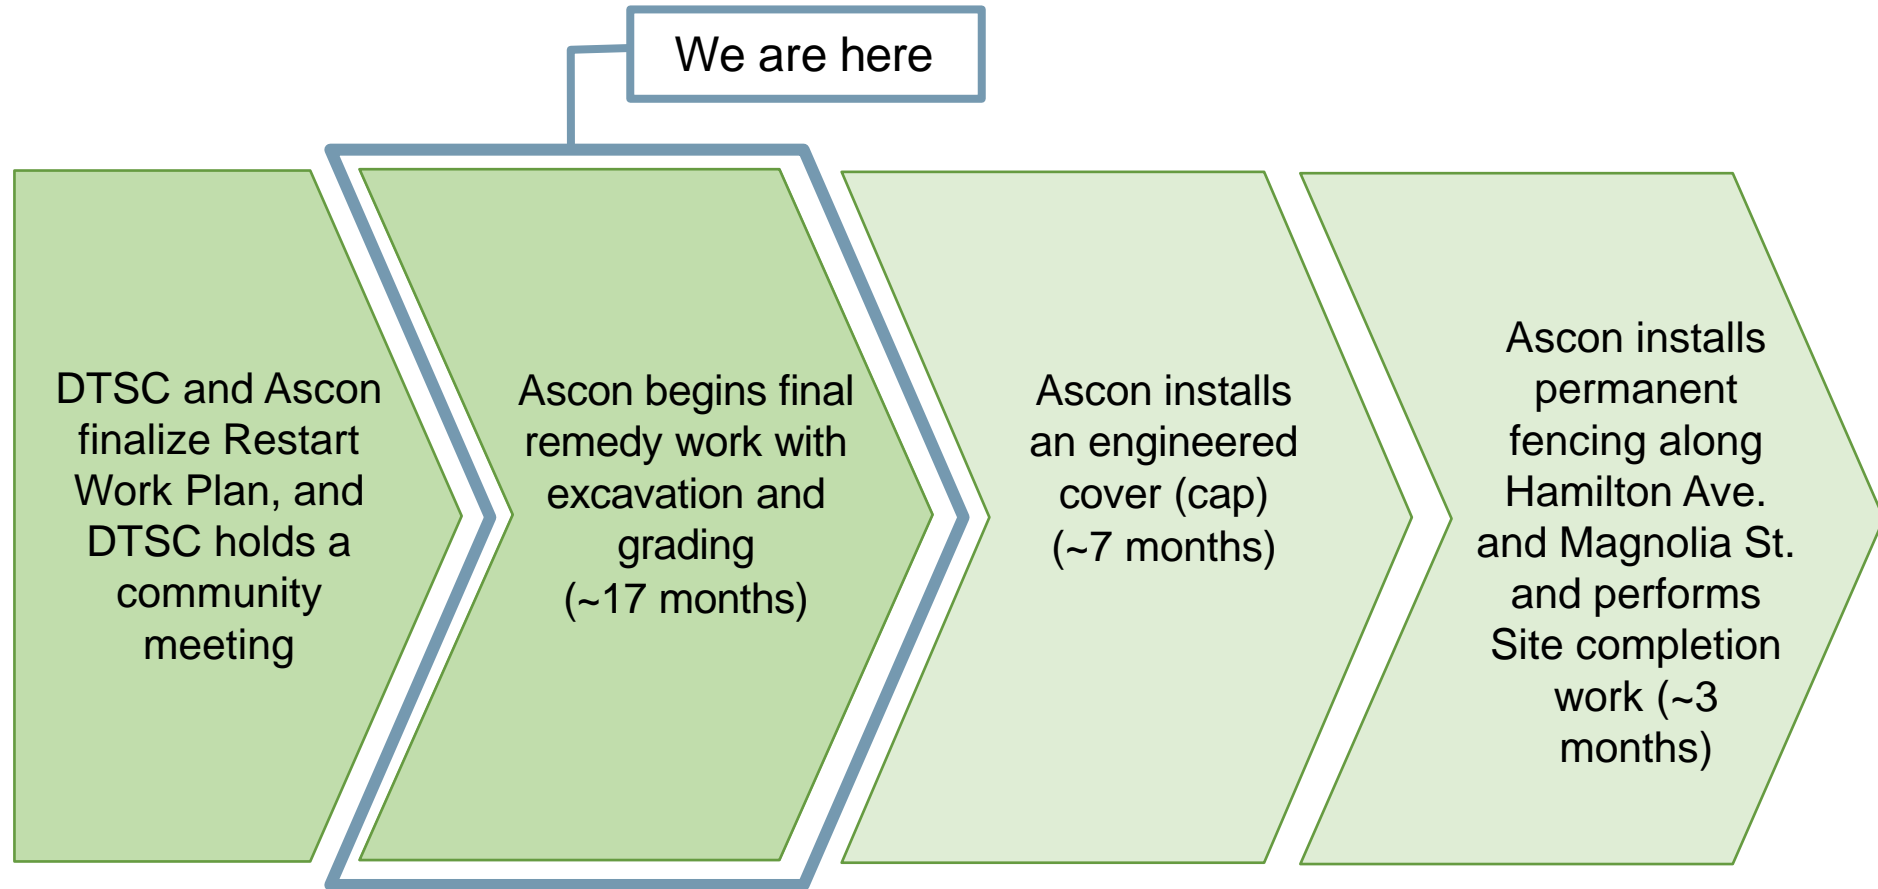 We are here
DTSC and Ascon
finalize Restart
Work Plan, and
DTSC holds a
community
meeting
Ascon begins final
remedy work with
excavation and
grading
(~17 months)
Ascon installs
an engineered
cover (cap)
(~7 months)
Ascon installs
permanent
fencing along
Hamilton Ave.
and Magnolia St.
and performs
Site completion
work (~3
months)